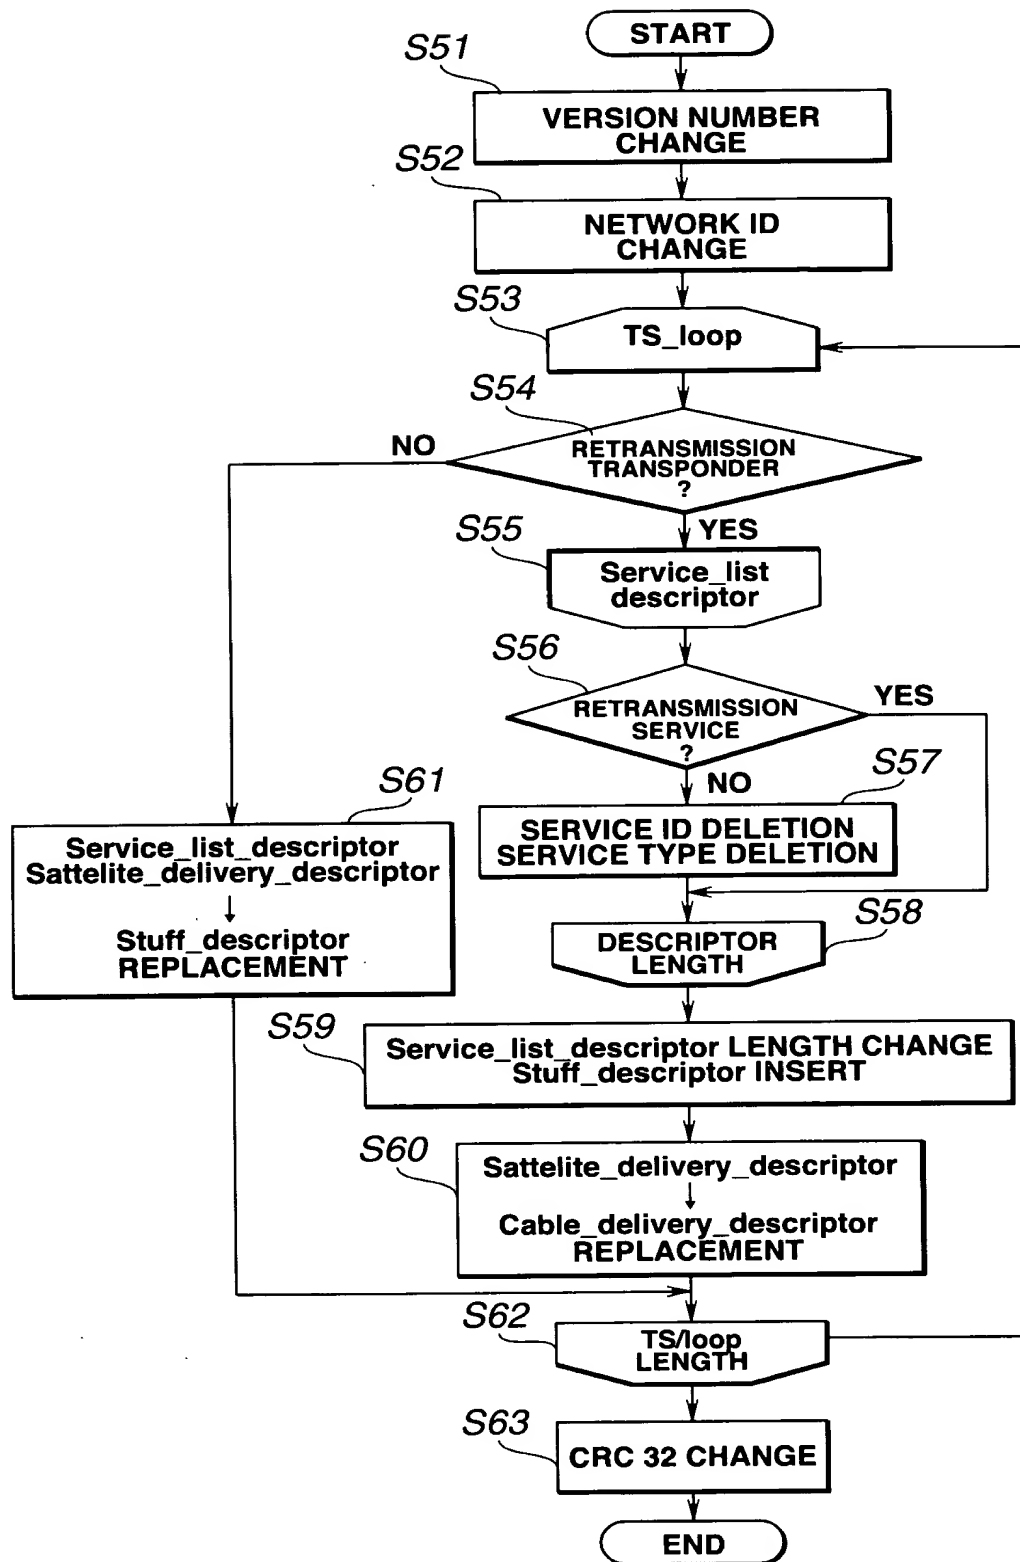 START
S51
VERSION NUMBER
CHANGE
S52
NETWORK ID
CHANGE
S53
TS_loop
S54
RETRANSMISSION
TRANSPONDER
?
NO
YES
S55
Service_list
descriptor
S56
RETRANSMISSION
SERVICE
?
YES
NO
S57
SERVICE ID DELETION
SERVICE TYPE DELETION
S61
Service_list_descriptor
Sattelite_delivery_descriptor
Stuff_descriptor
REPLACEMENT
S58
DESCRIPTOR
LENGTH
S59
Service_list_descriptor LENGTH CHANGE
Stuff_descriptor INSERT
S60
Sattelite_delivery_descriptor
Cable_delivery_descriptor
REPLACEMENT
S62
TS/loop
LENGTH
S63
CRC 32 CHANGE
END